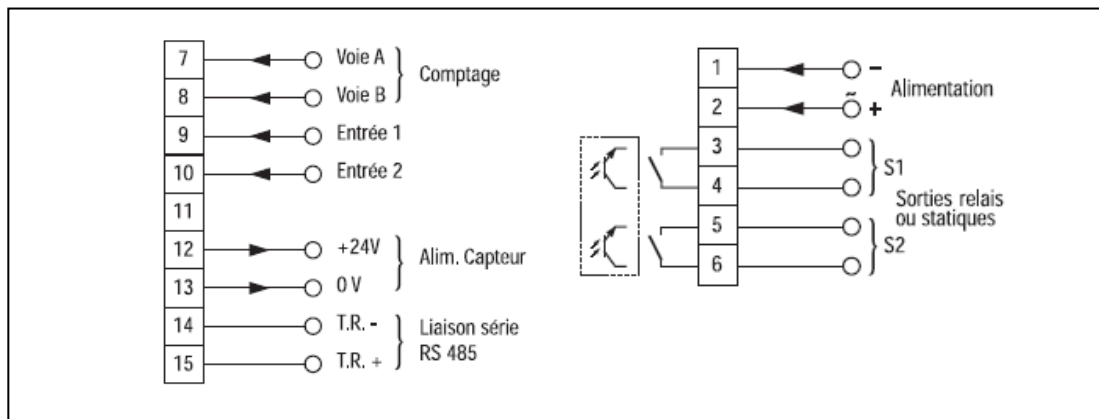 7 Voie A
Comptage
8 Voie B
9 Entrée 1
10 Entrée 2
11
12 +24V
Alim. Capteur
13 0 V
14 T.R. -
Liaison série
RS 485
15 T.R. +
1 -
Alimentation
2 ~ +
3
S1
4
Sorties relais
ou statiques
5
S2
6